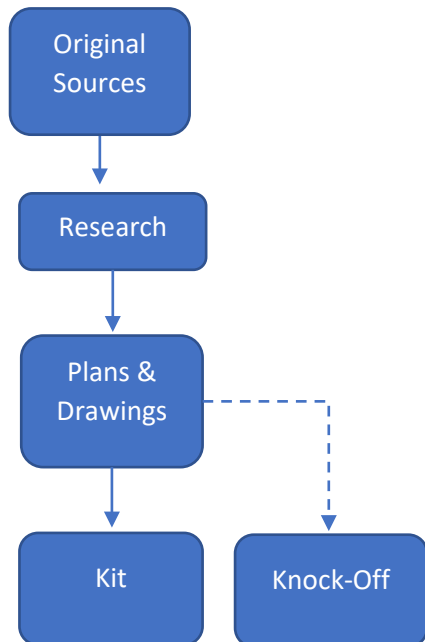 Original
Sources
Research
Plans &
Drawings
Kit
Knock-Off